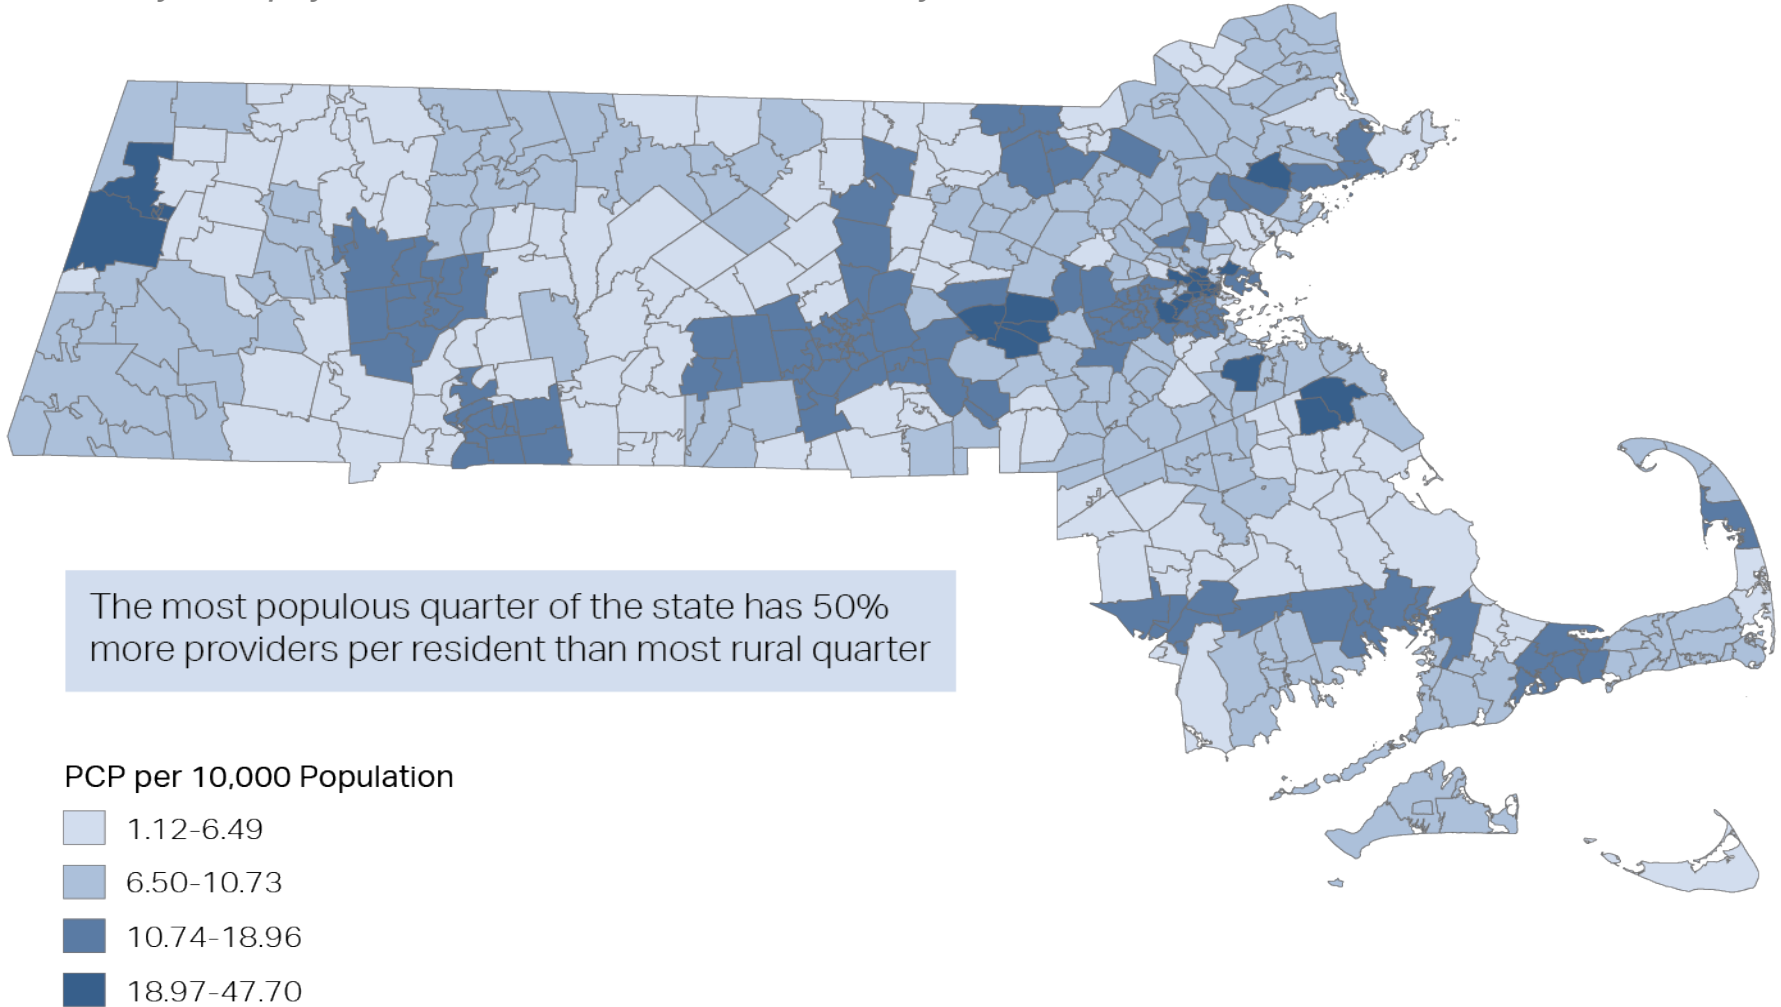 The most populous quarter of the state has 50%
more providers per resident than most rural quarter
PCP per 10,000 Population
1.12-6.49
6.50-10.73
10.74-18.96
18.97-47.70